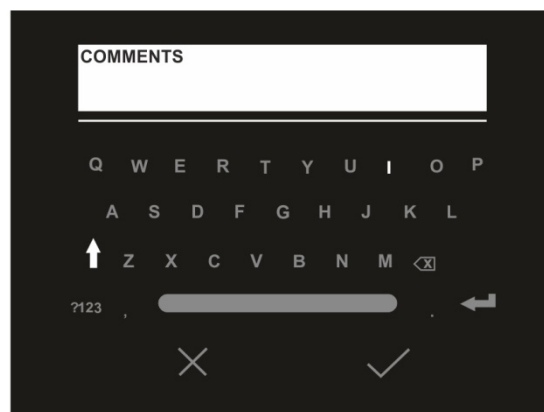 COMMENTS
Q W E R T Y U I O P
A S D F G H J K L
Z X C V B N M
?123 , .